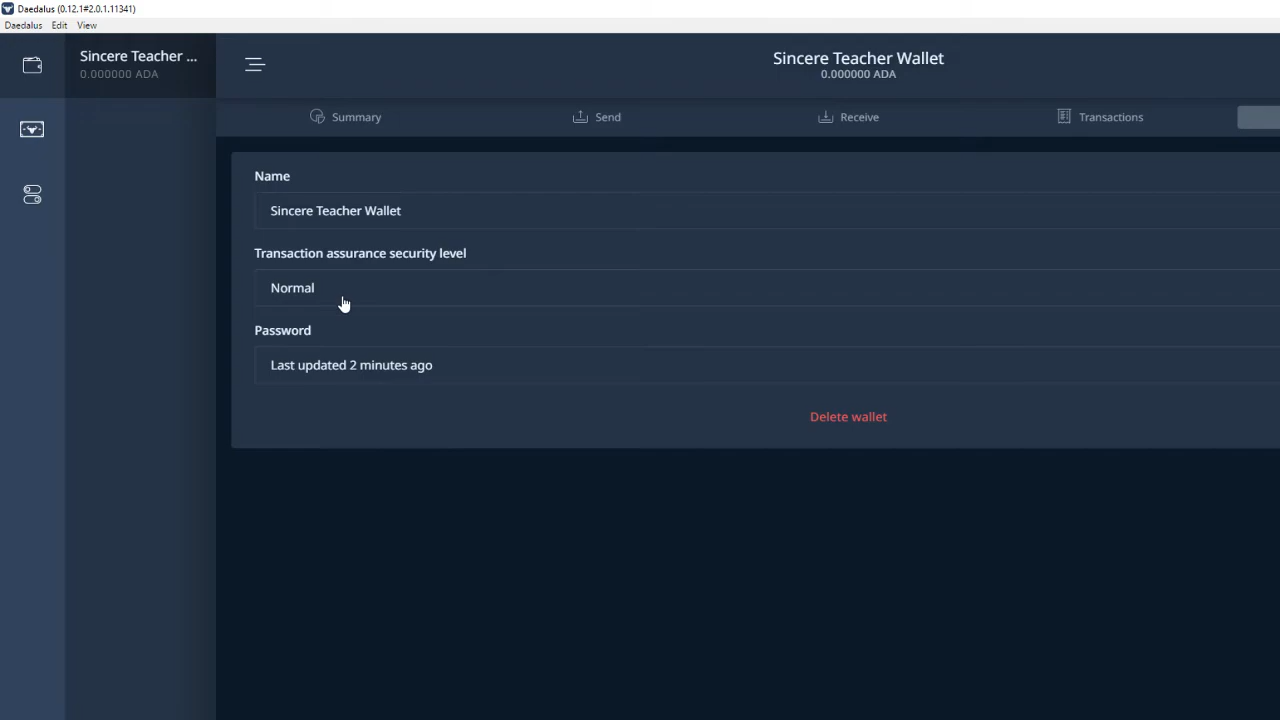 Daedalus (0.12.1#2.0.1.11341)
Daedalus Edit View
Sincere Teacher ...
0.000000 ADA
Sincere Teacher Wallet
0.000000 ADA
Summary Send Receive Transactions
Name
Sincere Teacher Wallet
Transaction assurance security level
Normal
Password
Last updated 2 minutes ago
Delete wallet